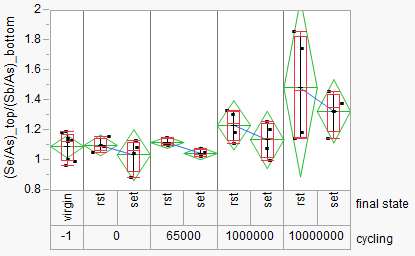 (Se/As)_top/(Sb/As)_bottom
2
1.8
1.6
1.4
1.2
1
0.8
virgin rst set rst set rst set rst set final state
-1 0 65000 1000000 10000000 cycling